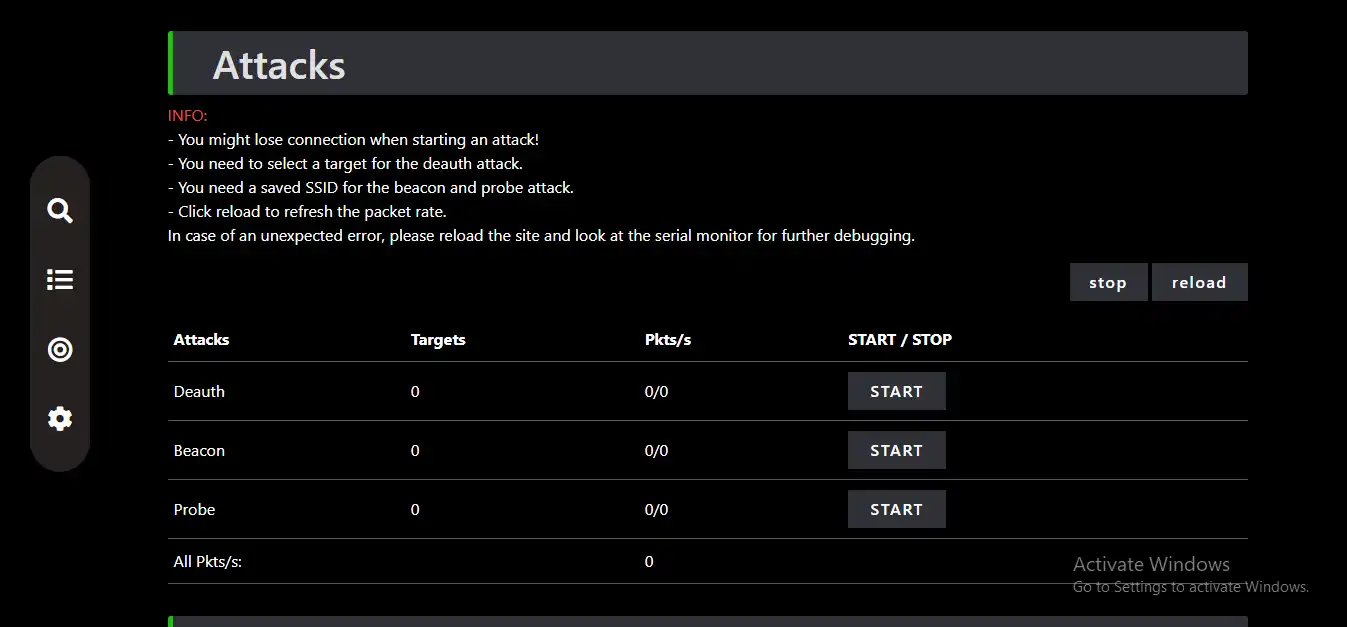 Attacks
INFO:
- You might lose connection when starting an attack!
- You need to select a target for the deauth attack.
- You need a saved SSID for the beacon and probe attack.
- Click reload to refresh the packet rate.
In case of an unexpected error, please reload the site and look at the serial monitor for further debugging.
stop reload
Attacks Targets Pkts/s START / STOP
Deauth 0 0/0 START
Beacon 0 0/0 START
Probe 0 0/0 START
All Pkts/s: 0
Activate Windows
Go to Settings to activate Windows.